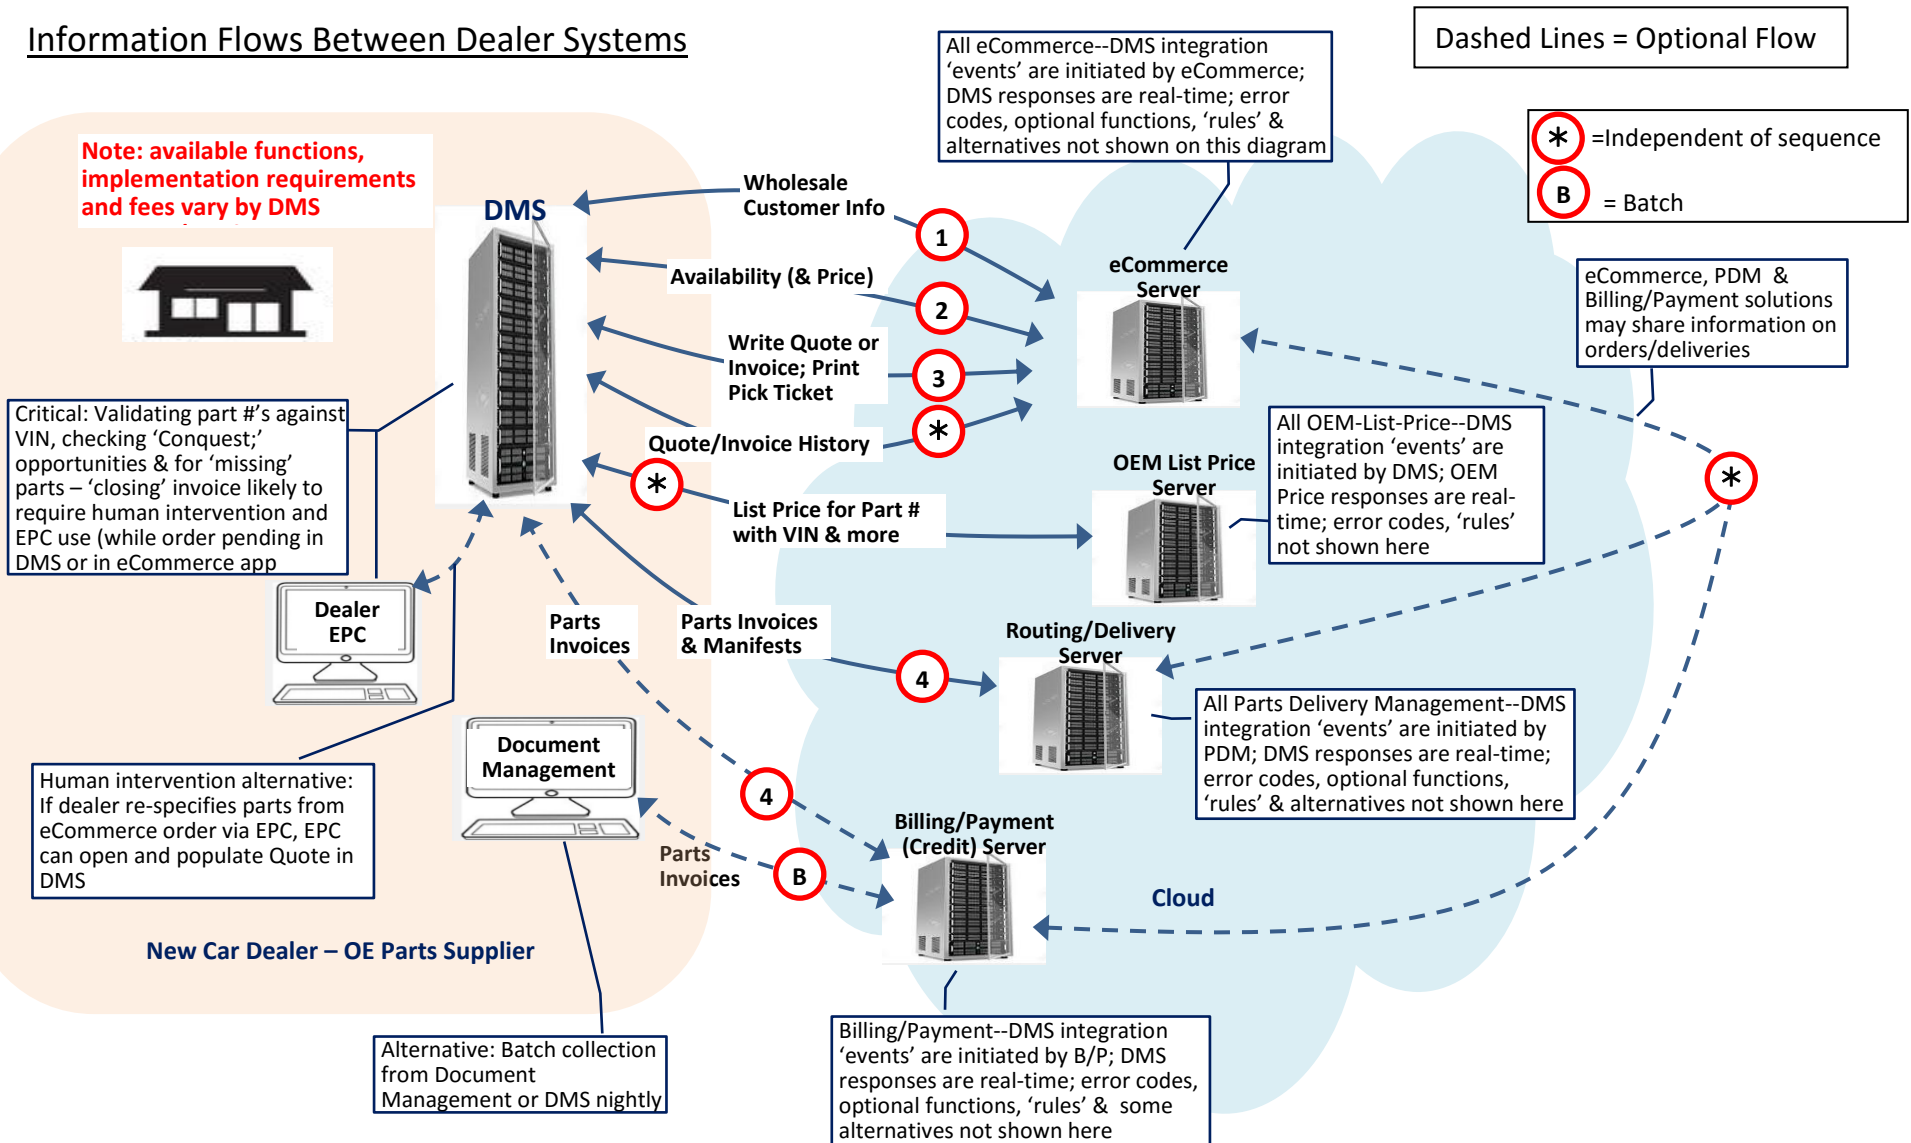 Information Flows Between Dealer Systems
Dashed Lines = Optional Flow
All eCommerce--DMS integration
‘events’ are initiated by eCommerce;
DMS responses are real-time; error
codes, optional functions, ‘rules’ &
alternatives not shown on this diagram
*
=Independent of sequence
B
= Batch
Note: available functions,
implementation requirements
and fees vary by DMS
DMS
Wholesale
Customer Info
1
Availability (& Price)
2
Write Quote or
Invoice; Print
Pick Ticket
3
Quote/Invoice History
*
*
List Price for Part #
with VIN & more
eCommerce
Server
eCommerce, PDM &
Billing/Payment solutions
may share information on
orders/deliveries
OEM List Price
Server
All OEM-List-Price--DMS
integration ‘events’ are
initiated by DMS; OEM
Price responses are real-
time; error codes, ‘rules’
not shown here
*
Critical: Validating part #’s against
VIN, checking ‘Conquest;’
opportunities & for ‘missing’
parts – ‘closing’ invoice likely to
require human intervention and
EPC use (while order pending in
DMS or in eCommerce app
Dealer
EPC
Parts
Invoices
Parts Invoices
& Manifests
4
Routing/Delivery
Server
All Parts Delivery Management--DMS
integration ‘events’ are initiated by
PDM; DMS responses are real-time;
error codes, optional functions,
‘rules’ & alternatives not shown here
Document
Management
4
Human intervention alternative:
If dealer re-specifies parts from
eCommerce order via EPC, EPC
can open and populate Quote in
DMS
Parts
Invoices
B
Billing/Payment
(Credit) Server
Cloud
New Car Dealer – OE Parts Supplier
Alternative: Batch collection
from Document
Management or DMS nightly
Billing/Payment--DMS integration
‘events’ are initiated by B/P; DMS
responses are real-time; error codes,
optional functions, ‘rules’ & some
alternatives not shown here